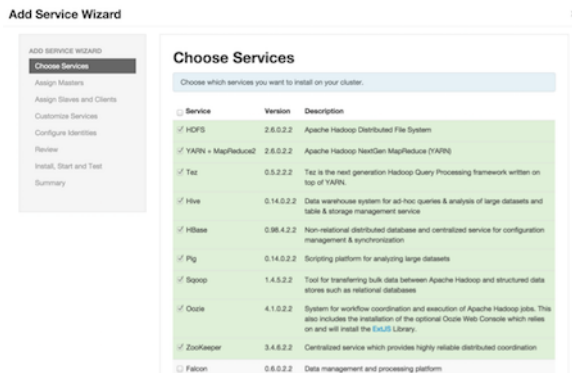 Add Service Wizard
ADD SERVICE WIZARD
Choose Services
Assign Masters
Assign Slaves and Clients
Customize Services
Configure Identities
Review
Install, Start and Test
Summary
Choose Services
Choose which services you want to install on your cluster.
Service Version Description
HDFS 2.6.0.2.2 Apache Hadoop Distributed File System
YARN + MapReduce2 2.6.0.2.2 Apache Hadoop NextGen MapReduce (YARN)
Tez 0.5.2.2.2 Tez is the next generation Hadoop Query Processing framework written on
top of YARN.
Hive 0.14.0.2.2 Data warehouse system for ad-hoc queries & analysis of large datasets and
table & storage management service
HBase 0.98.4.2.2 Non-relational distributed database and centralized service for configuration
management & synchronization
Pig 0.14.0.2.2 Scripting platform for analyzing large datasets
Sqoop 1.4.5.2.2 Tool for transferring bulk data between Apache Hadoop and structured data
stores such as relational databases
Oozie 4.1.0.2.2 System for workflow coordination and execution of Apache Hadoop jobs. This
also includes the installation of the optional Oozie Web Console which relies
on and will install the ExtJS Library.
ZooKeeper 3.4.6.2.2 Centralized service which provides highly reliable distributed coordination
Falcon 0.6.0.2.2 Data management and processing platform